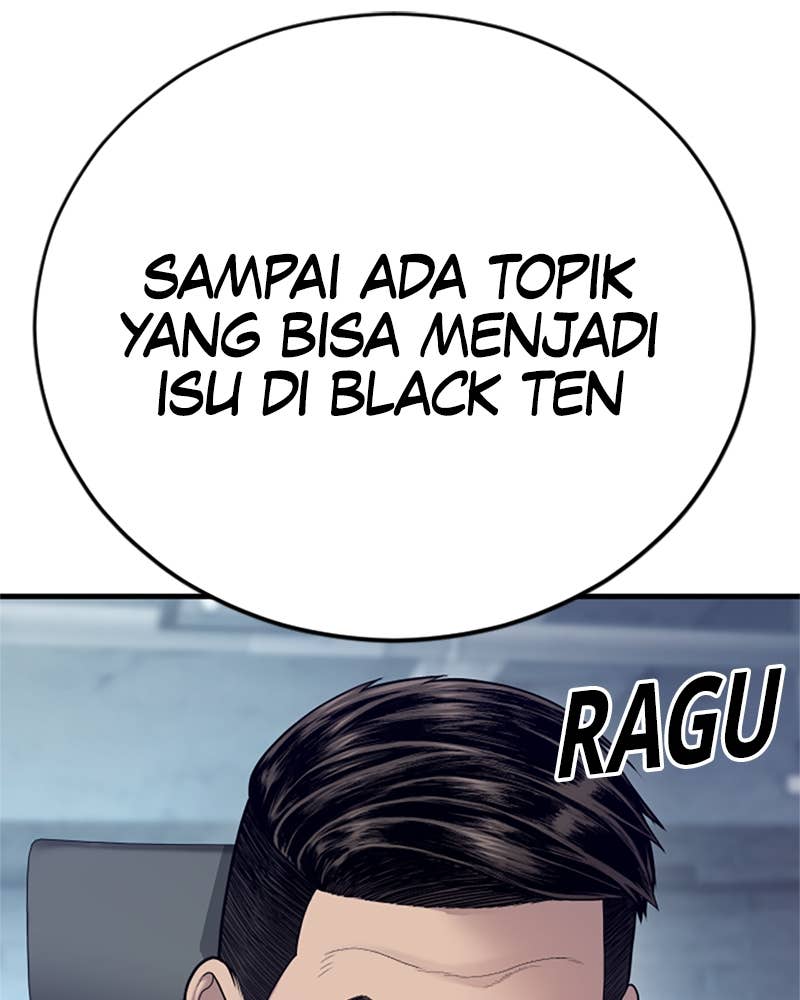 SAMPAI ADA TOPIK
YANG BISA MENJADI
ISU DI BLACK TEN
RAGU